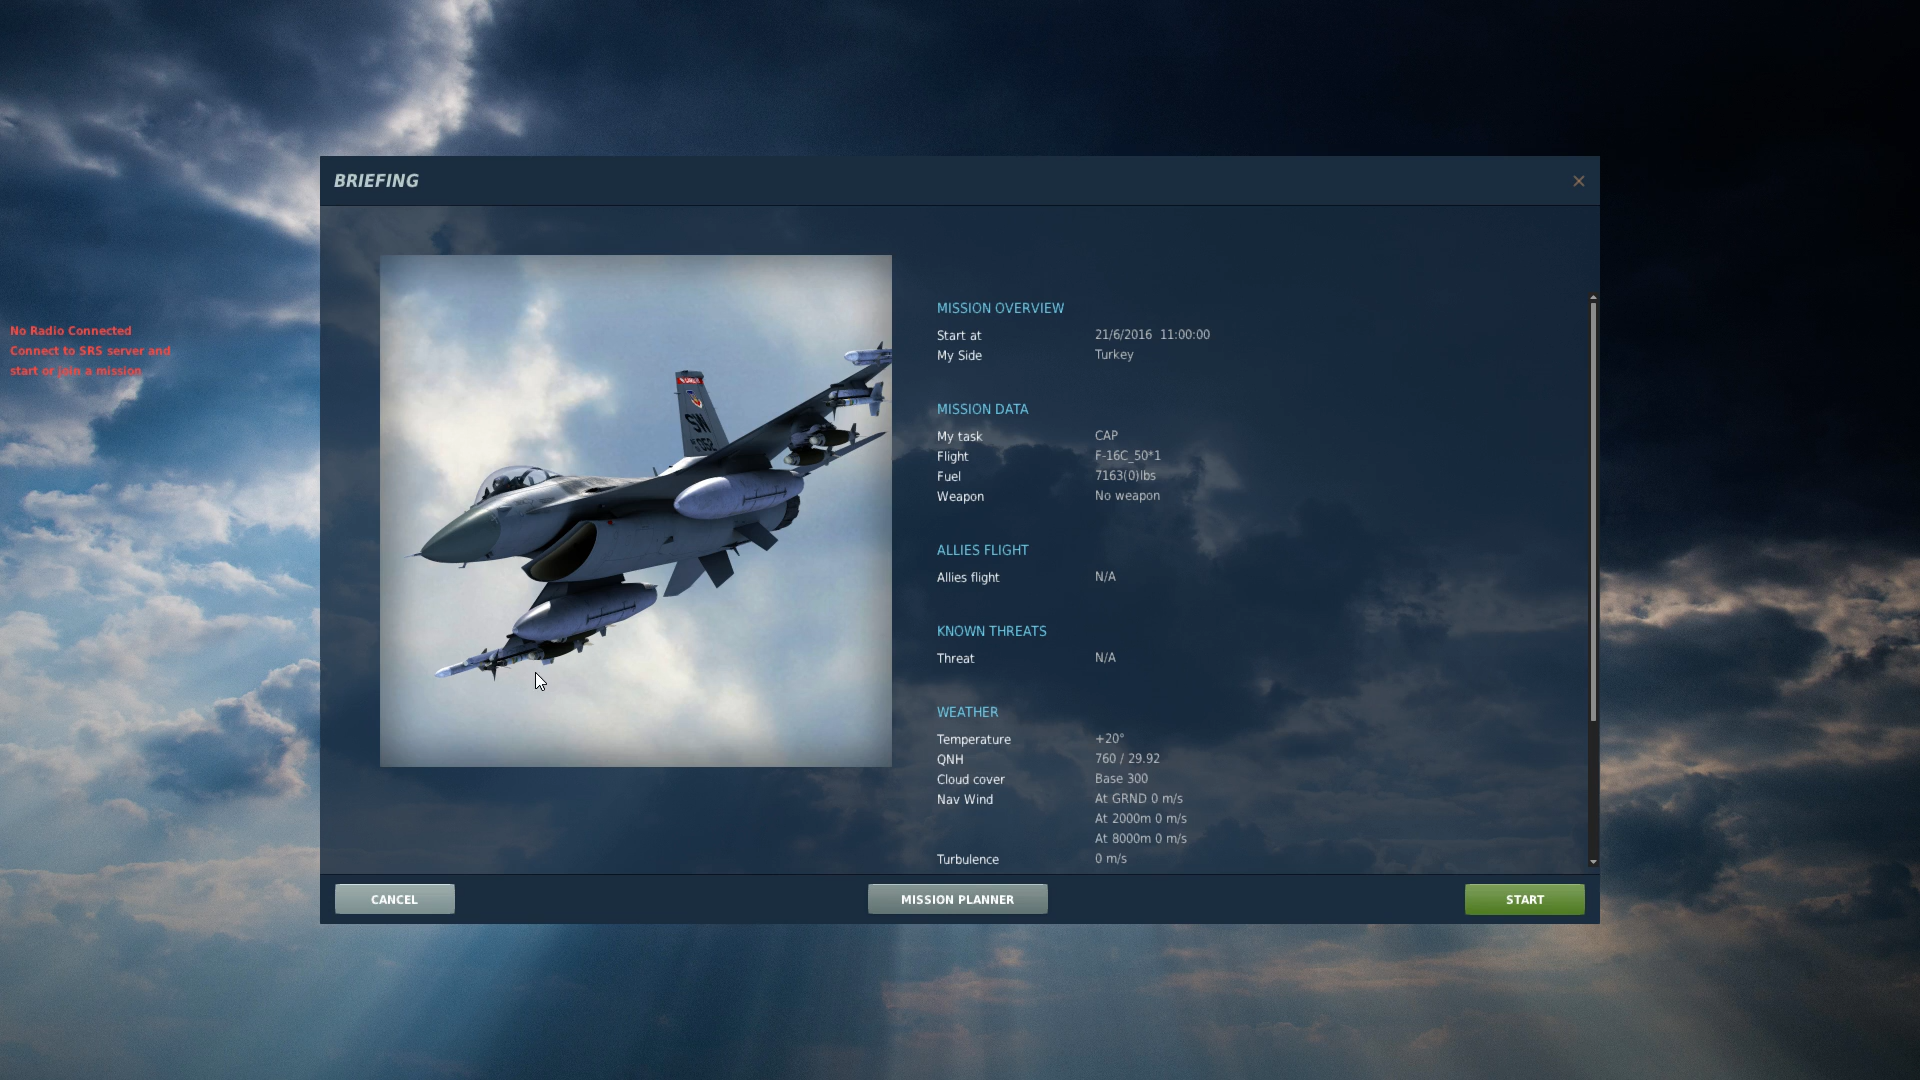 BRIEFING
No Radio Connected
Connect to SRS server and
start or join a mission
MISSION OVERVIEW
Start at 21/6/2016 11:00:00
My Side Turkey
MISSION DATA
My task CAP
Flight F-16C_50*1
Fuel 7163(0)lbs
Weapon No weapon
ALLIES FLIGHT
Allies flight N/A
KNOWN THREATS
Threat N/A
WEATHER
Temperature +20°
QNH 760 / 29.92
Cloud cover Base 300
Nav Wind At GRND 0 m/s
At 2000m 0 m/s
At 8000m 0 m/s
Turbulence 0 m/s
SW
CANCEL
MISSION PLANNER
START